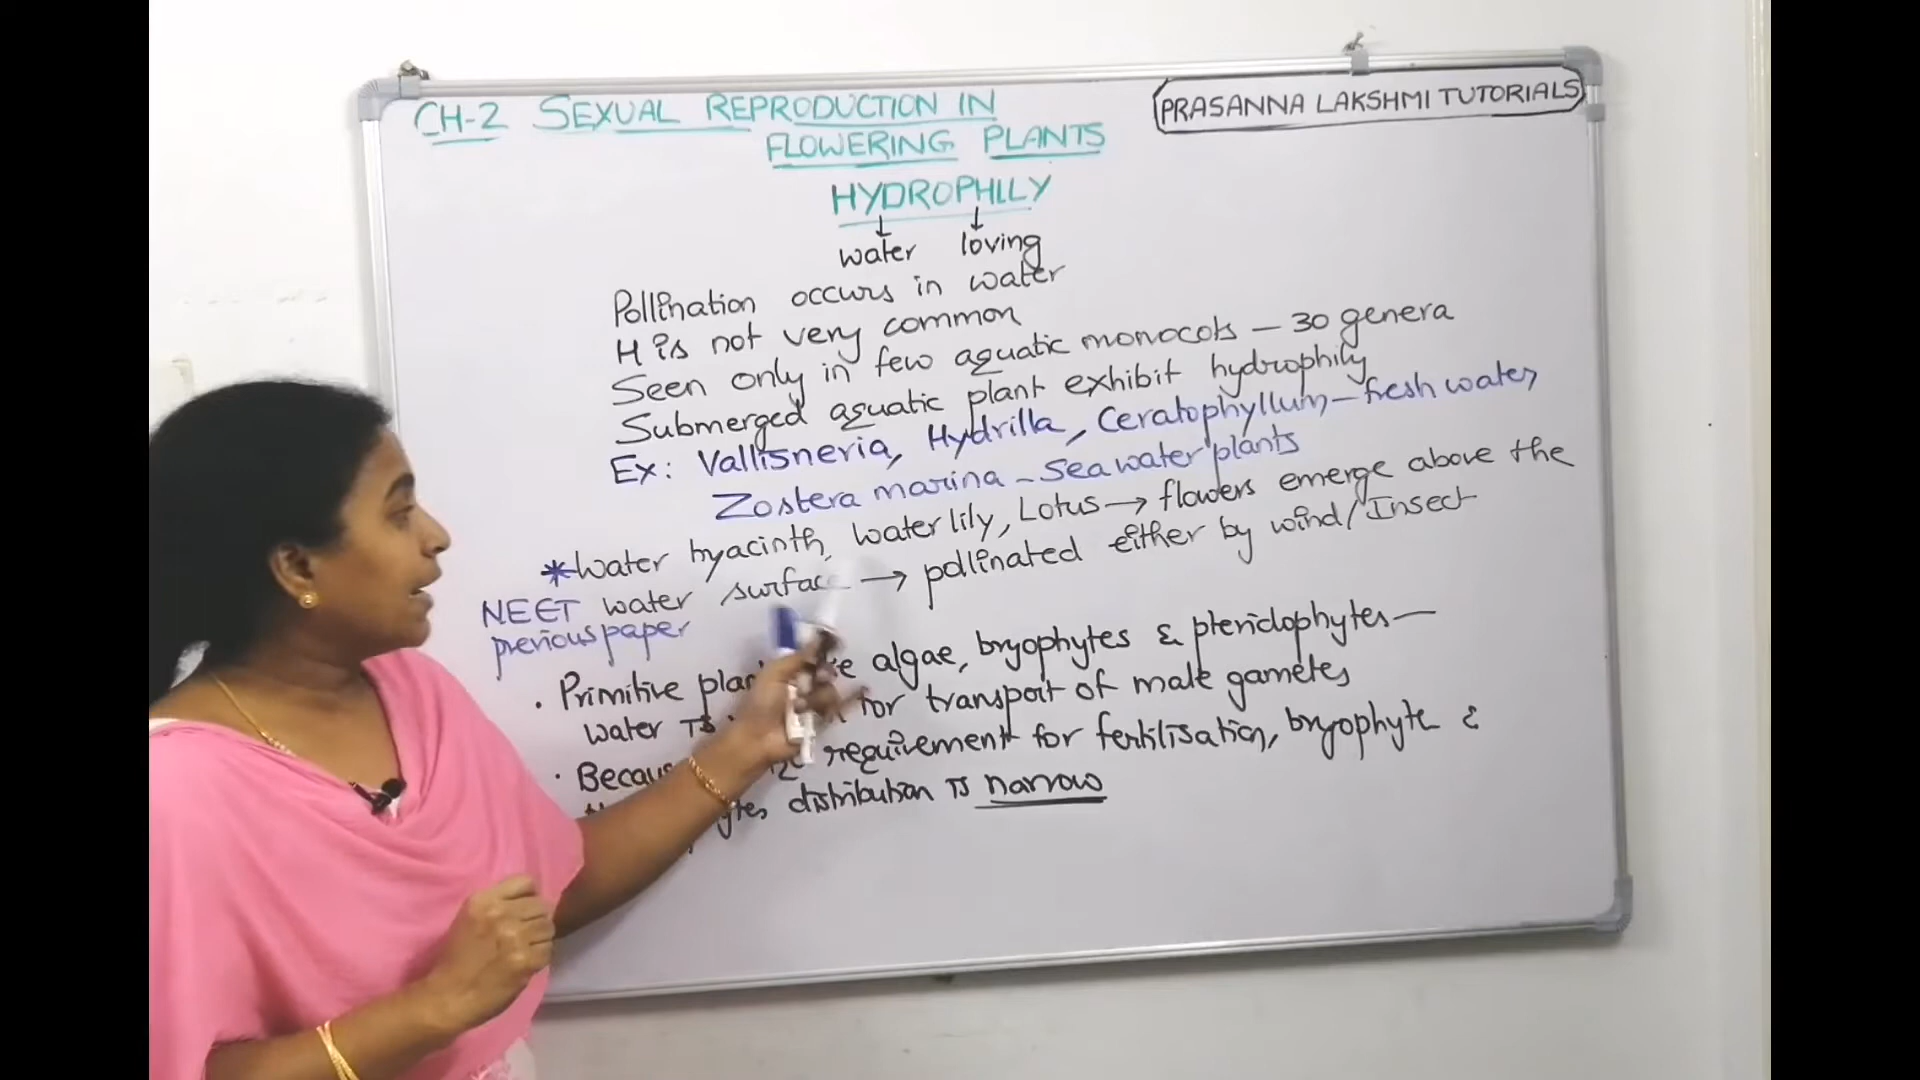 CH-2 SEXUAL REPRODUCTION IN
FLOWERING PLANTS
PRASANNA LAKSHMI TUTORIALS
HYDROPHILY
water loving
Pollination occurs in water
H is not very common
Seen only in few aquatic monocots - 30 genera
Submerged aquatic plant exhibit hydrophily
Ex: Vallisneria, Hydrilla, Ceratophyllum - fresh water,
Zostera marina - sea water plants
*Water hyacinth, water lily, Lotus → flowers emerge above the
water surface → pollinated either by wind/Insect
NEET
previous paper
. Primitive algae, bryophytes & pteridophytes -
water for transport of male gametes
. requirement for fertilisation, bryophyte &
distribution is narrow